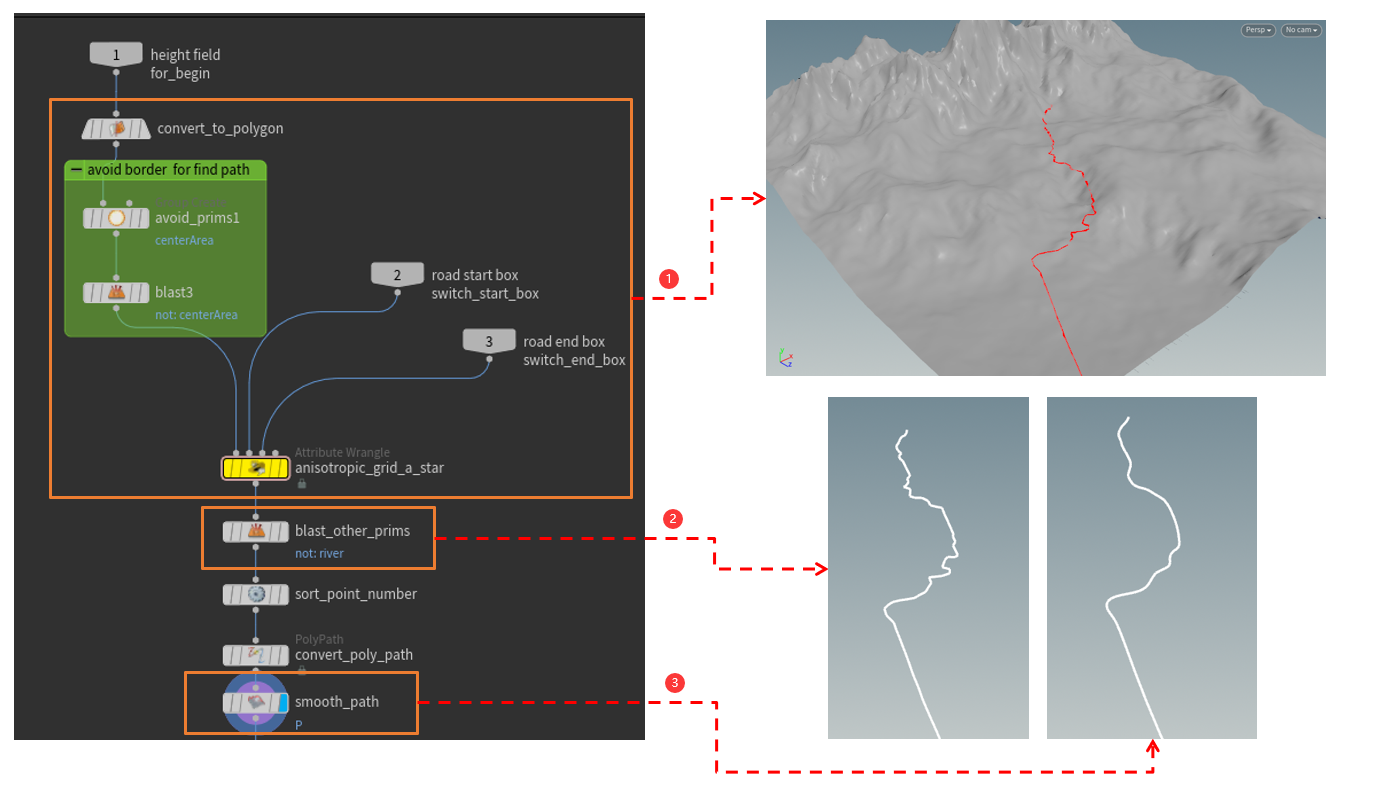 1
height field
for_begin
convert_to_polygon
avoid border for find path
avoid_prims1
centerArea
blast3
not: centerArea
2
road start box
switch_start_box
3
road end box
switch_end_box
Attribute Wrangle
anisotropic_grid_a_star
blast_other_prims
not: river
sort_point_number
PolyPath
convert_poly_path
smooth_path
P
1
2
3
Persp
No cam
y
x
z